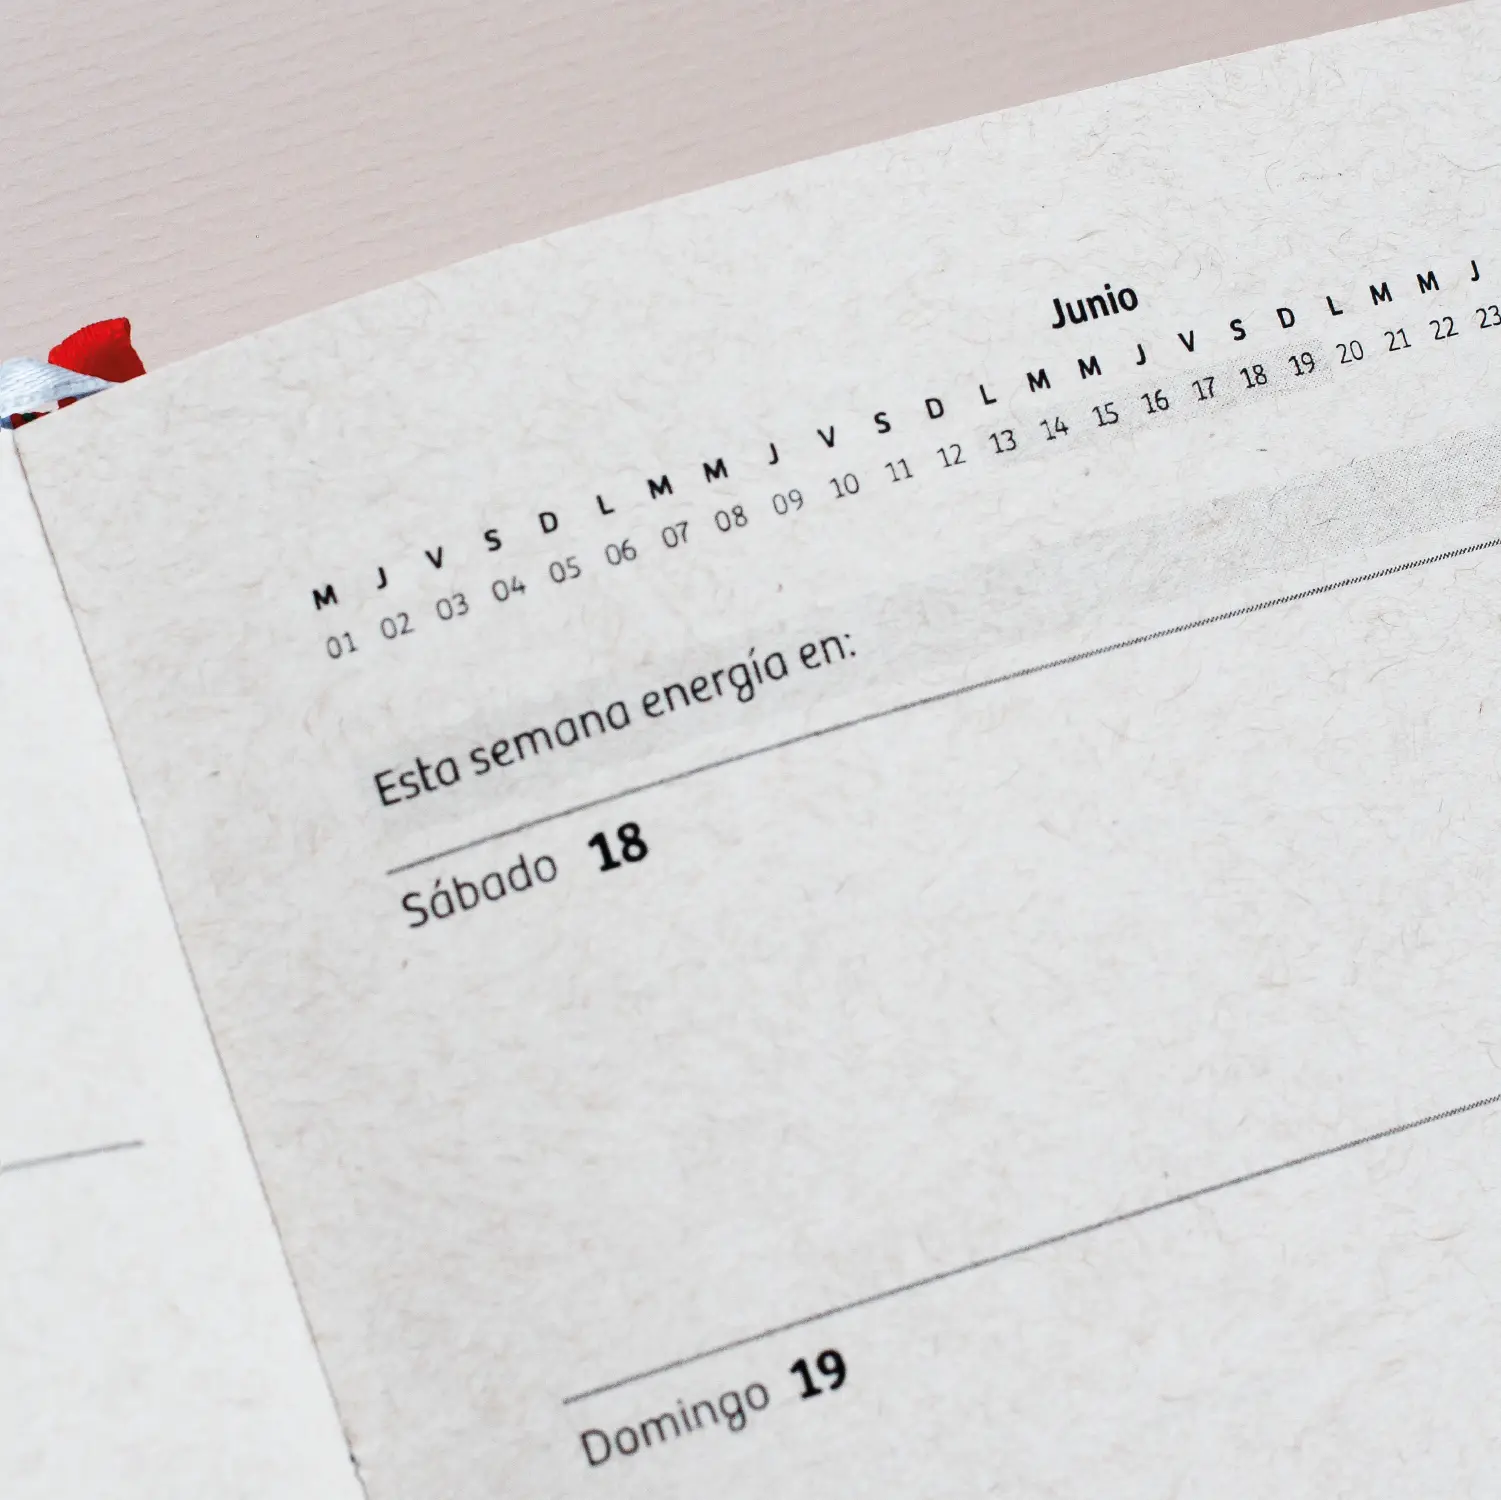 Junio
M J V S D L M M J V S D L M M J V S D L M M J
01 02 03 04 05 06 07 08 09 10 11 12 13 14 15 16 17 18 19 20 21 22 23
Esta semana energía en:
Sábado 18
Domingo 19